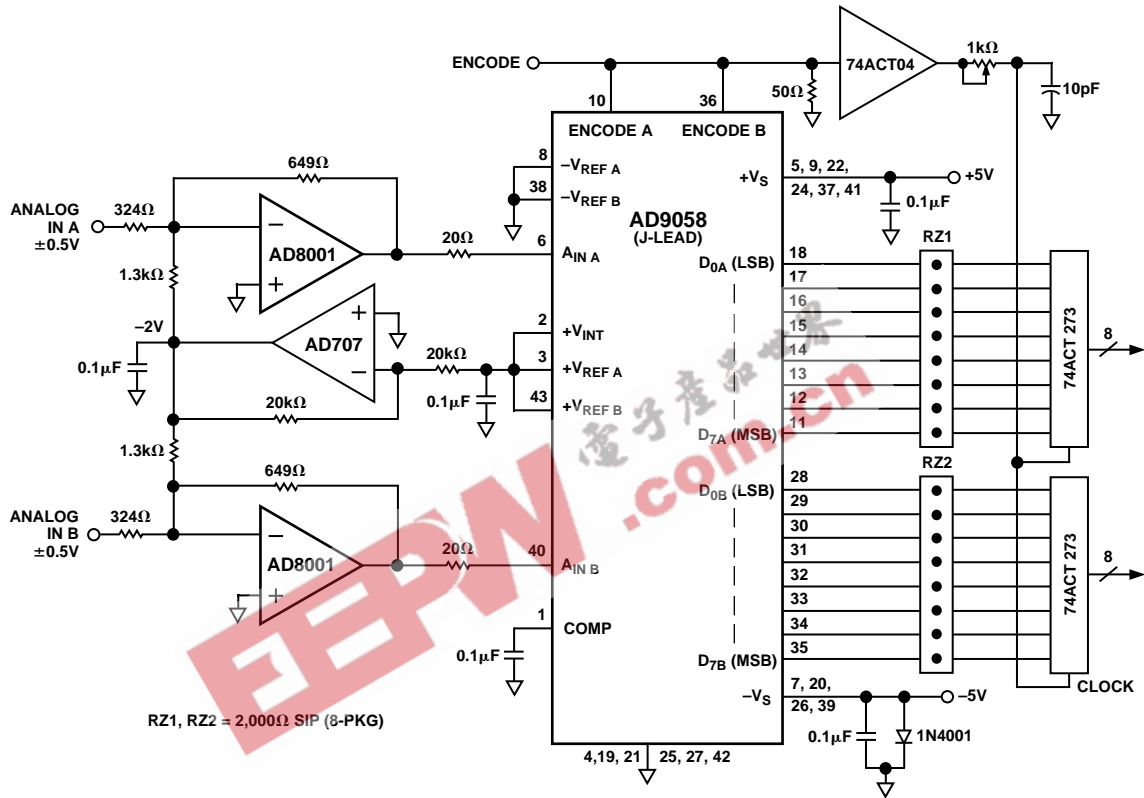 ENCODE
74ACT04
1kΩ
50Ω
10pF
10
36
ENCODE A
ENCODE B
649Ω
8
–VREF A
38
–VREF B
+VS
5, 9, 22,
24, 37, 41
+5V
0.1μF
ANALOG
IN A
±0.5V
324Ω
AD8001
20Ω
6
AIN A
AD9058
(J-LEAD)
RZ1
D0A (LSB)
18
17
16
15
14
13
12
11
D7A (MSB)
74ACT 273
8
1.3kΩ
–2V
0.1μF
AD707
20kΩ
0.1μF
2
+VINT
3
+VREF A
43
+VREF B
20kΩ
1.3kΩ
649Ω
ANALOG
IN B
±0.5V
324Ω
AD8001
20Ω
40
AIN B
RZ2
D0B (LSB)
28
29
30
31
32
33
34
35
D7B (MSB)
74ACT 273
8
CLOCK
1
COMP
0.1μF
–VS
7, 20,
26, 39
–5V
0.1μF
1N4001
RZ1, RZ2 = 2,000Ω SIP (8-PKG)
4,19, 21
25, 27, 42
EEPW
.com.cn
電子產品世界